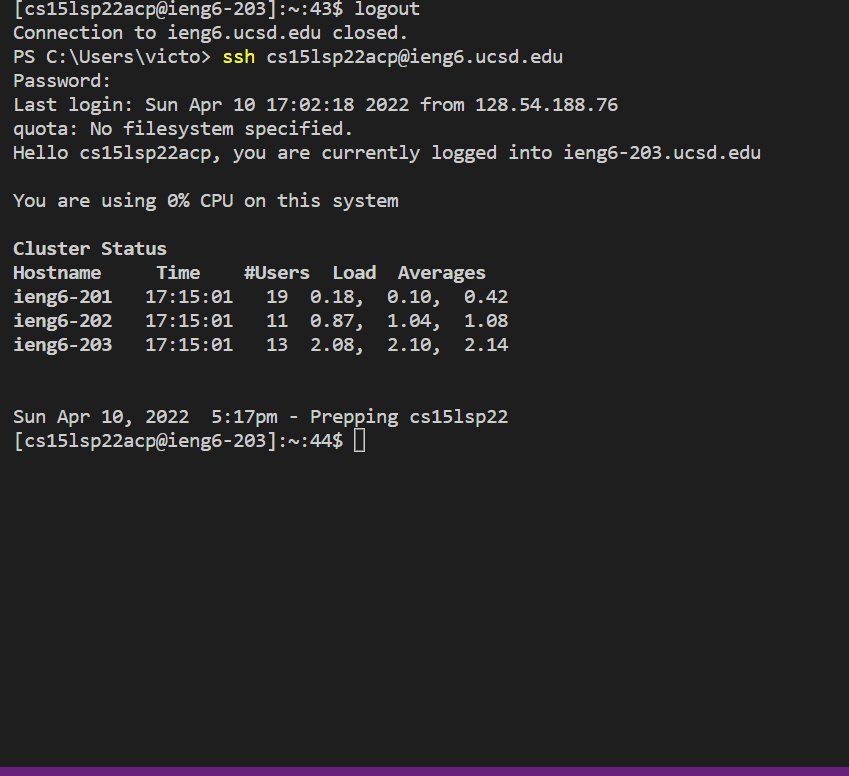 [cs15lsp22acp@ieng6-203]:~:43$ logout
Connection to ieng6.ucsd.edu closed.
PS C:\Users\victo> ssh cs15lsp22acp@ieng6.ucsd.edu
Password:
Last login: Sun Apr 10 17:02:18 2022 from 128.54.188.76
quota: No filesystem specified.
Hello cs15lsp22acp, you are currently logged into ieng6-203.ucsd.edu
You are using 0% CPU on this system
Cluster Status
Hostname     Time    #Users  Load  Averages
ieng6-201   17:15:01   19  0.18,  0.10,  0.42
ieng6-202   17:15:01   11  0.87,  1.04,  1.08
ieng6-203   17:15:01   13  2.08,  2.10,  2.14
Sun Apr 10, 2022  5:17pm - Prepping cs15lsp22
[cs15lsp22acp@ieng6-203]:~:44$